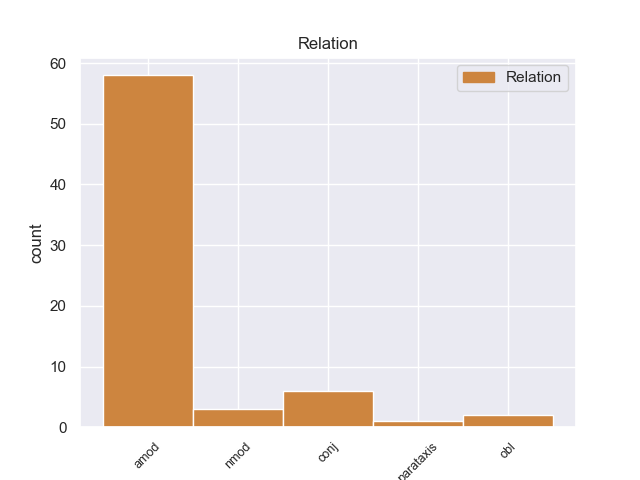 Relation
Relation
60
50
40
30
20
10
0
count
amod
nmod
conj
parataxis
obl